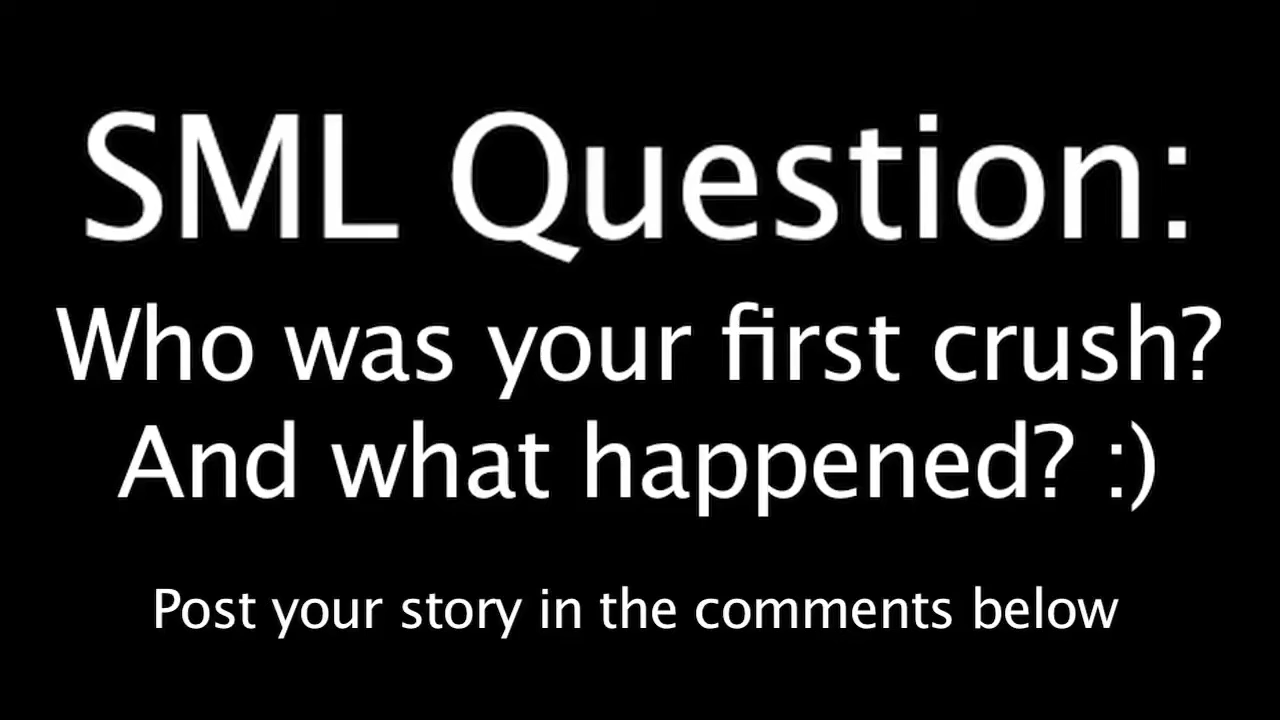 SML Question:
Who was your first crush?
And what happened? :)
Post your story in the comments below